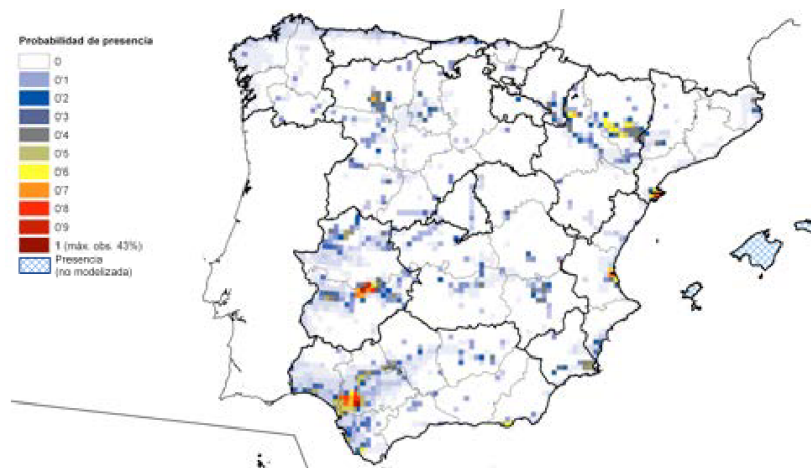 Probabilidad de presencia
0
0'1
0'2
0'3
0'4
0'5
0'6
0'7
0'8
0'9
1 (máx. obs. 43%)
Presencia
(no modelizada)